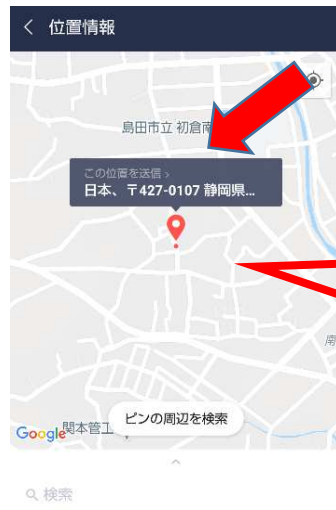 位置情報
島田市立 初倉南
この位置を送信 >
日本、〒427-0107 静岡県...
南
Google
関本管工
ピンの周辺を検索
検索